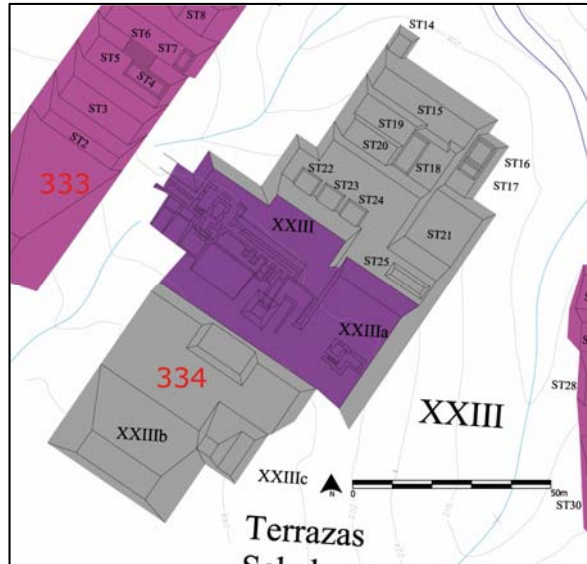 ST8
ST6
ST7
ST5
ST4
ST3
ST2
333
ST14
ST15
ST19
ST20
ST18
ST16
ST17
ST22
ST23
ST24
ST21
ST25
XXIII
XXIIIa
334
XXIIIb
XXIIIc
XXIII
N
0
50m
ST28
ST30
Terrazas